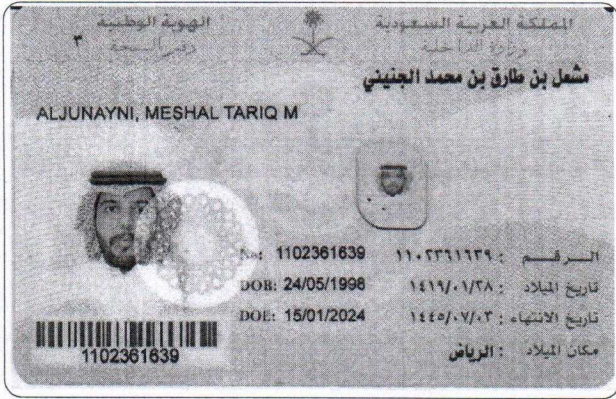 المملكة العربية السعودية
وزارة الداخلية
الهوية الوطنية
رقم النسخة ٣
مشعل بن طارق بن محمد الجنيني
ALJUNAYNI, MESHAL TARIQ M
No: 1102361639 الرقم : ١١٠٢٣٦١٦٣٩
DOB: 24/05/1998 تاريخ الميلاد : ١٤١٩/٠١/٢٨
DOE: 15/01/2024 تاريخ الانتهاء : ١٤٤٥/٠٧/٠٣
مكان الميلاد : الرياض
1102361639